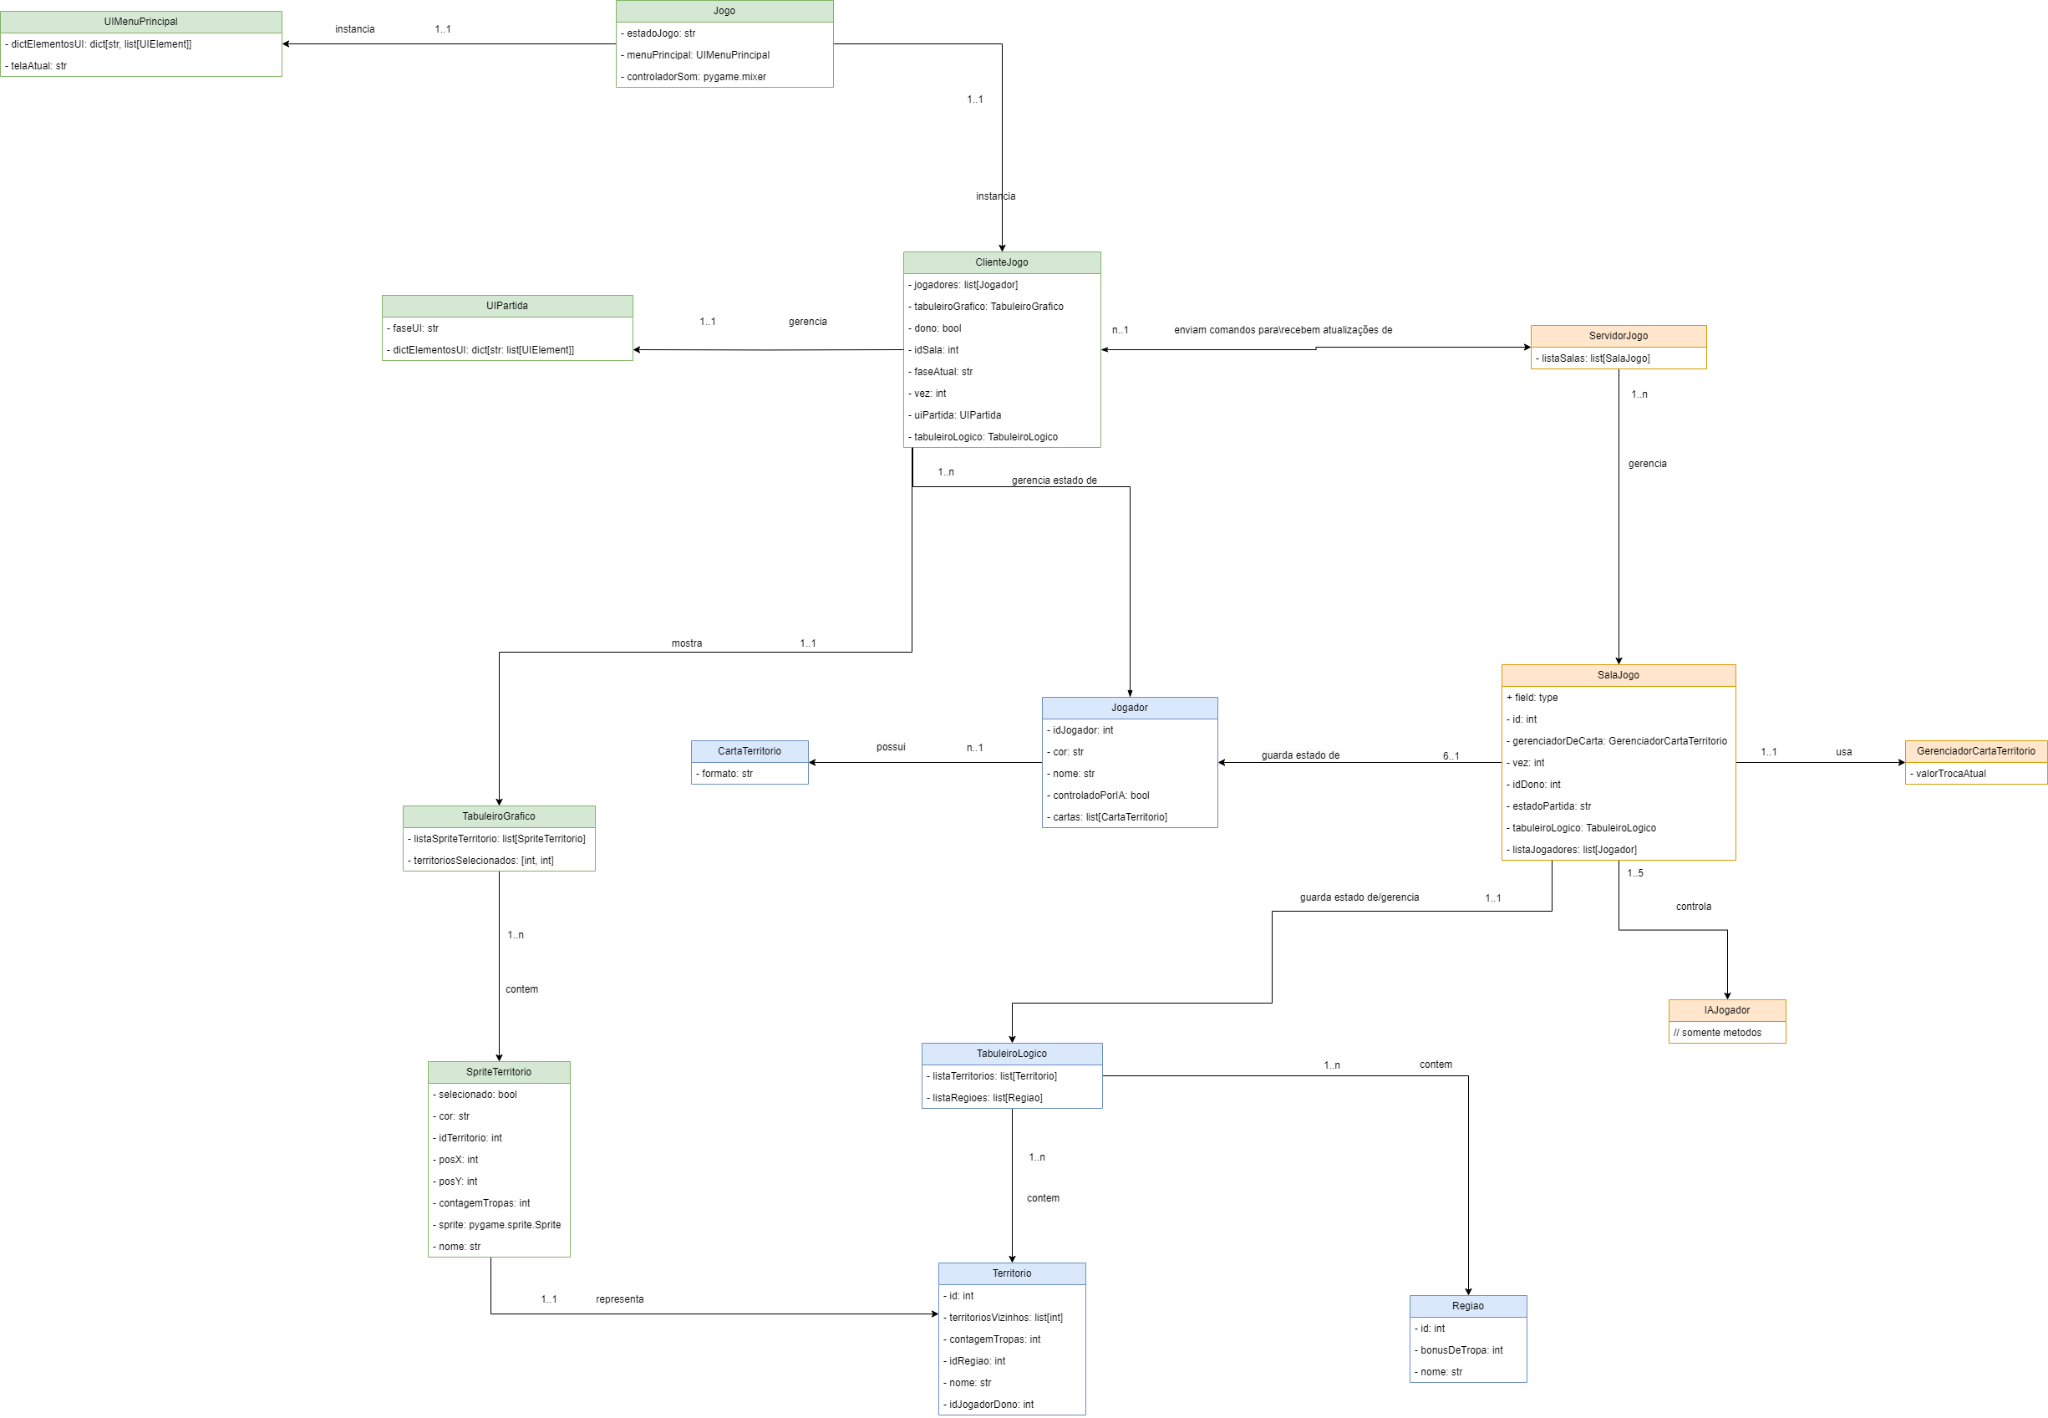 UIMenuPrincipal
- dictElementosUI: dict[str, list[UIElement]]
- telaAtual: str
instancia
1..1
Jogo
- estadoJogo: str
- menuPrincipal: UIMenuPrincipal
- controladorSom: pygame.mixer
1..1
instancia
ClienteJogo
- jogadores: list[Jogador]
- tabuleiroGrafico: TabuleiroGrafico
- dono: bool
- idSala: int
- faseAtual: str
- vez: int
- uiPartida: UIPartida
- tabuleiroLogico: TabuleiroLogico
UIPartida
- faseUI: str
- dictElementosUI: dict[str: list[UIElement]]
1..1
gerencia
n..1
enviam comandos para\recebem atualizações de
ServidorJogo
- listaSalas: list[SalaJogo]
1..n
gerencia
1..n
gerencia estado de
mostra
1..1
SalaJogo
+ field: type
- id: int
- gerenciadorDeCarta: GerenciadorCartaTerritorio
- vez: int
- idDono: int
- estadoPartida: str
- tabuleiroLogico: TabuleiroLogico
- listaJogadores: list[Jogador]
Jogador
- idJogador: int
- cor: str
- nome: str
- controladoPorIA: bool
- cartas: list[CartaTerritorio]
CartaTerritorio
- formato: str
possui
n..1
guarda estado de
6..1
1..1
usa
GerenciadorCartaTerritorio
- valorTrocaAtual
TabuleiroGrafico
- listaSpriteTerritorio: list[SpriteTerritorio]
- territoriosSelecionados: [int, int]
1..n
contem
guarda estado de/gerencia
1..1
1..5
controla
IAJogador
// somente metodos
TabuleiroLogico
- listaTerritorios: list[Territorio]
- listaRegioes: list[Regiao]
1..n
contem
1..n
contem
SpriteTerritorio
- selecionado: bool
- cor: str
- idTerritorio: int
- posX: int
- posY: int
- contagemTropas: int
- sprite: pygame.sprite.Sprite
- nome: str
1..1
representa
Territorio
- id: int
- territoriosVizinhos: list[int]
- contagemTropas: int
- idRegiao: int
- nome: str
- idJogadorDono: int
Regiao
- id: int
- bonusDeTropa: int
- nome: str